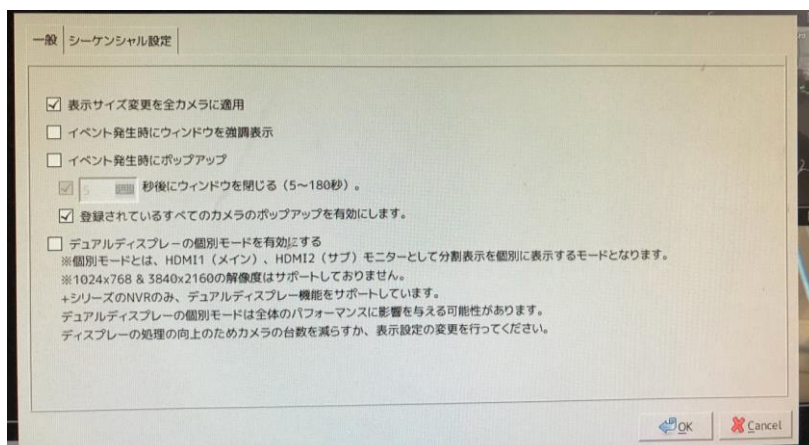 一般 シーケンシャル設定
表示サイズ変更を全カメラに適用
イベント発生時にウィンドウを強調表示
イベント発生時にポップアップ
5 秒後にウィンドウを閉じる（5〜180秒）。
登録されているすべてのカメラのポップアップを有効にします。
デュアルディスプレーの個別モードを有効にする
※個別モードとは、HDMI1（メイン）、HDMI2（サブ）モニターとして分割表示を個別に表示するモードとなります。
※1024x768 & 3840x2160の解像度はサポートしておりません。
+シリーズのNVRのみ、デュアルディスプレー機能をサポートしています。
デュアルディスプレーの個別モードは全体のパフォーマンスに影響を与える可能性があります。
ディスプレーの処理の向上のためカメラの台数を減らすか、表示設定の変更を行ってください。
OK Cancel